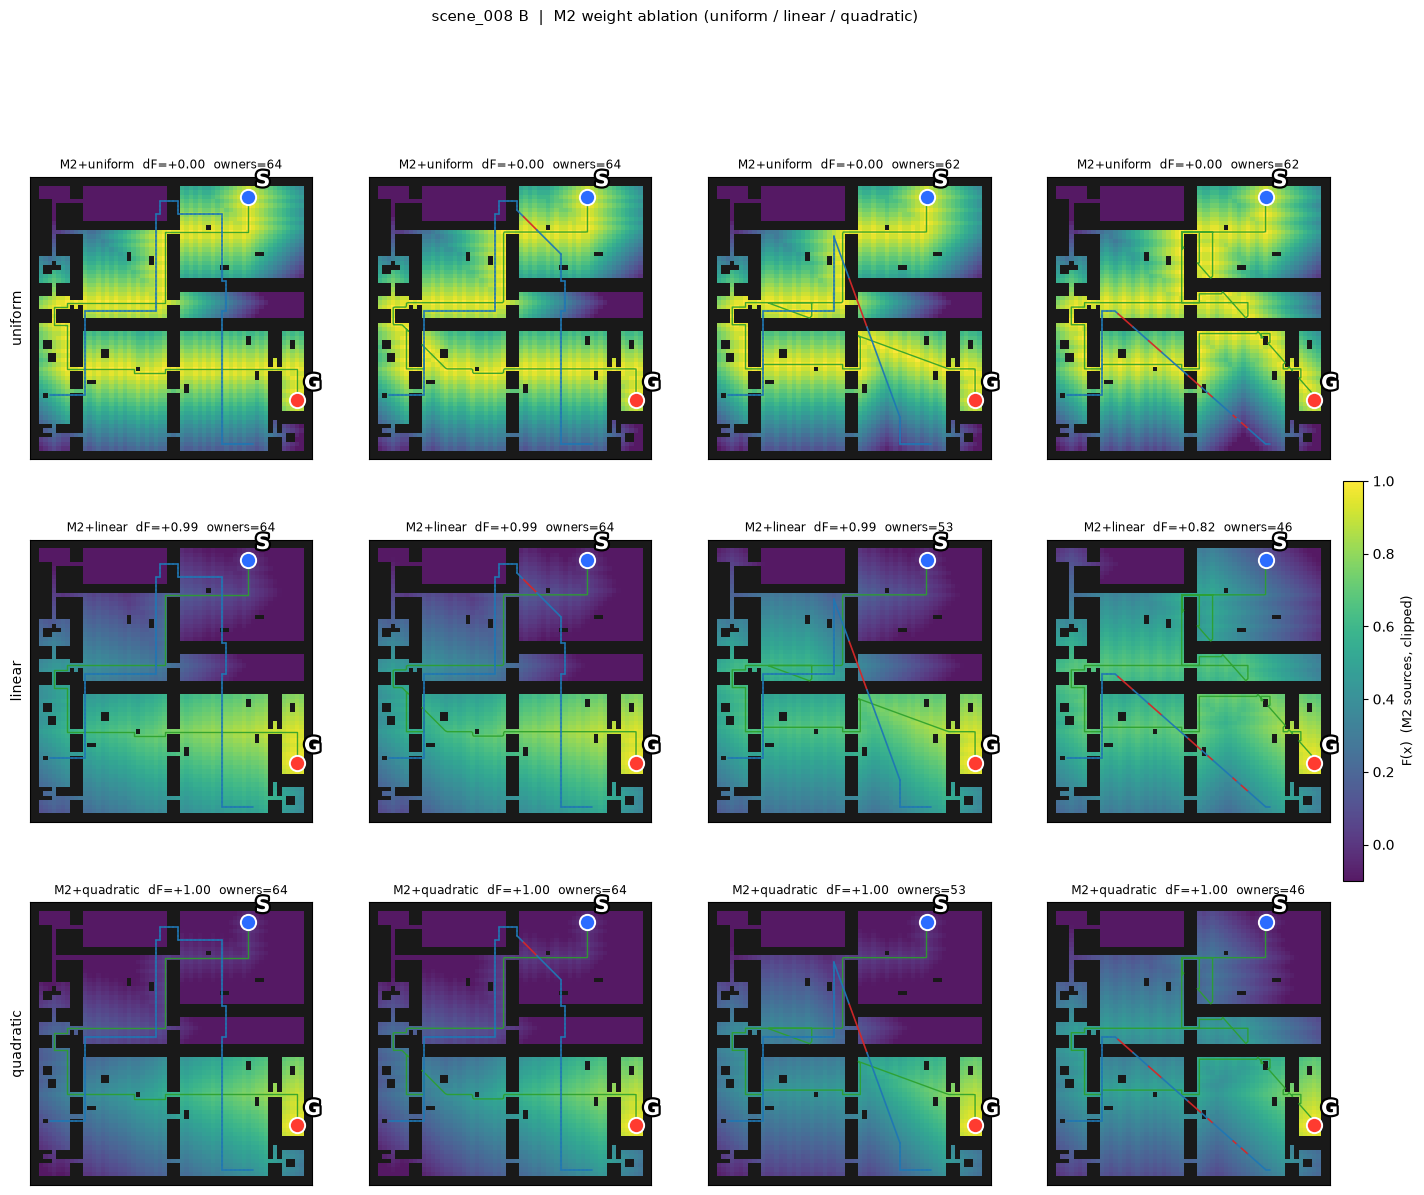 scene_008 B  |  M2 weight ablation (uniform / linear / quadratic)
M2+uniform  dF=+0.00  owners=64
M2+uniform  dF=+0.00  owners=64
M2+uniform  dF=+0.00  owners=62
M2+uniform  dF=+0.00  owners=62
S
S
S
S
uniform
G
G
G
G
M2+linear  dF=+0.99  owners=64
M2+linear  dF=+0.99  owners=64
M2+linear  dF=+0.99  owners=53
M2+linear  dF=+0.82  owners=46
S
S
S
S
linear
G
G
G
G
M2+quadratic  dF=+1.00  owners=64
M2+quadratic  dF=+1.00  owners=64
M2+quadratic  dF=+1.00  owners=53
M2+quadratic  dF=+1.00  owners=46
S
S
S
S
quadratic
G
G
G
G
1.0
0.8
0.6
0.4
0.2
0.0
F(x)  (M2 sources, clipped)